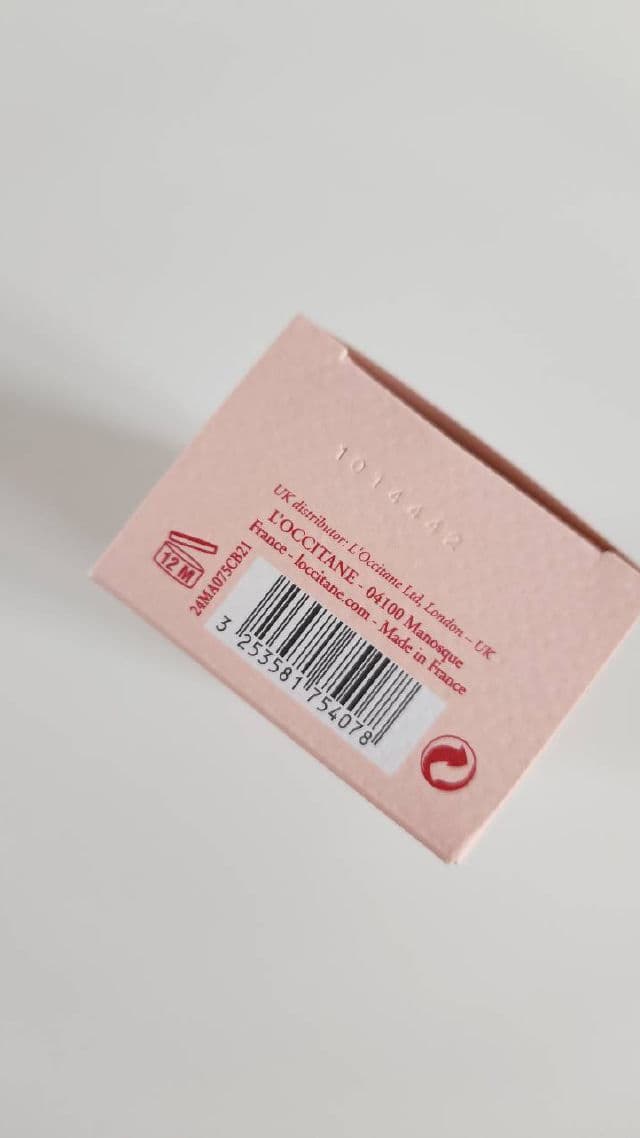 1014442
UK distributor: L'Occitane Ltd, London – UK
L'OCCITANE - 04100 Manosque
France - loccitane.com - Made in France
12 M
24MA075CB21
3 253581 754078